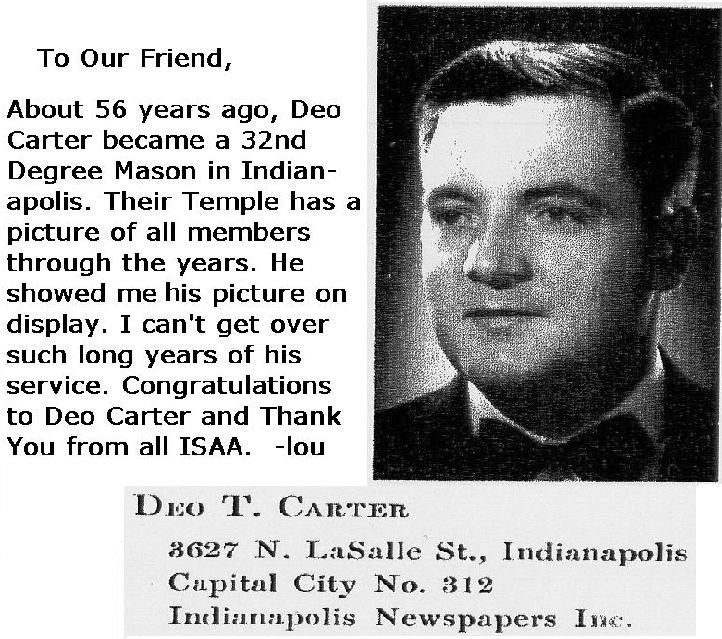 To Our Friend,
About 56 years ago, Deo
Carter became a 32nd
Degree Mason in Indian-
apolis. Their Temple has a
picture of all members
through the years. He
showed me his picture on
display. I can't get over
such long years of his
service. Congratulations
to Deo Carter and Thank
You from all ISAA.  -lou
DEO T. CARTER
3627 N. LaSalle St., Indianapolis
Capital City No. 312
Indianapolis Newspapers Inc.